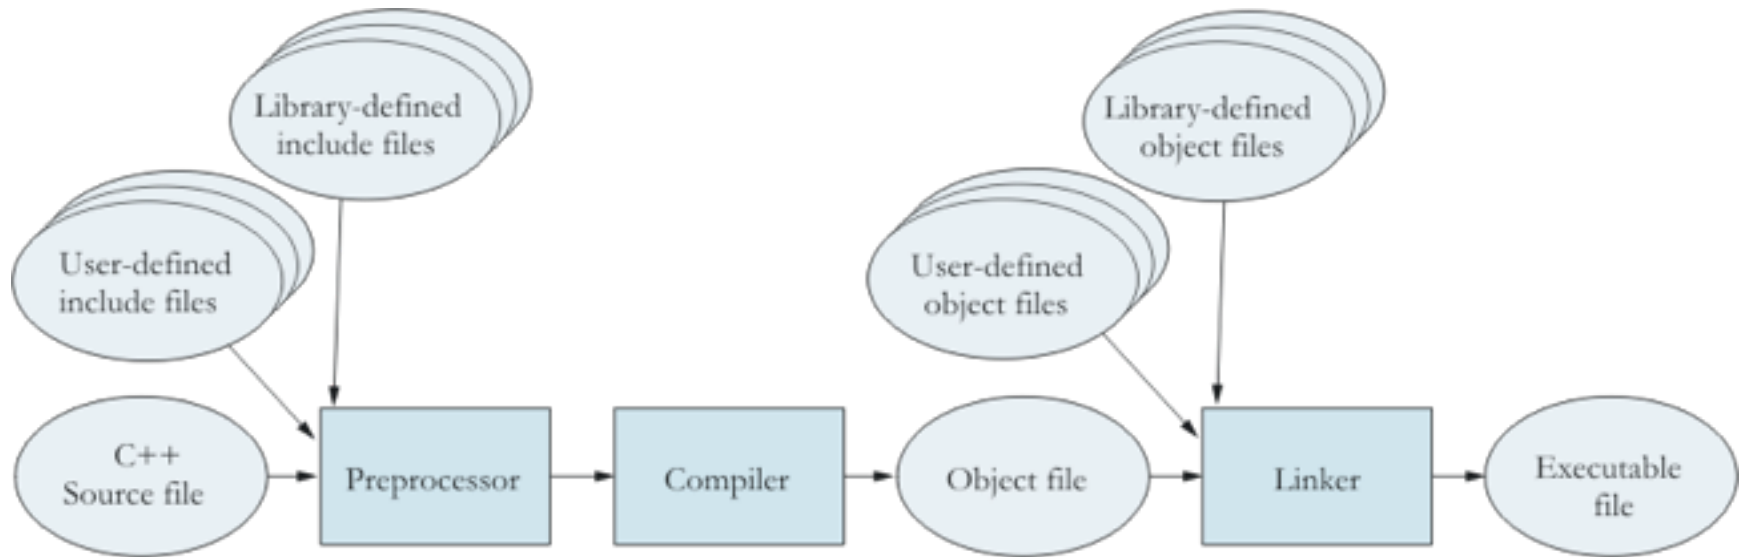 Library-defined
include files
Library-defined
object files
User-defined
include files
User-defined
object files
C++
Source file
Preprocessor
Compiler
Object file
Linker
Executable
file